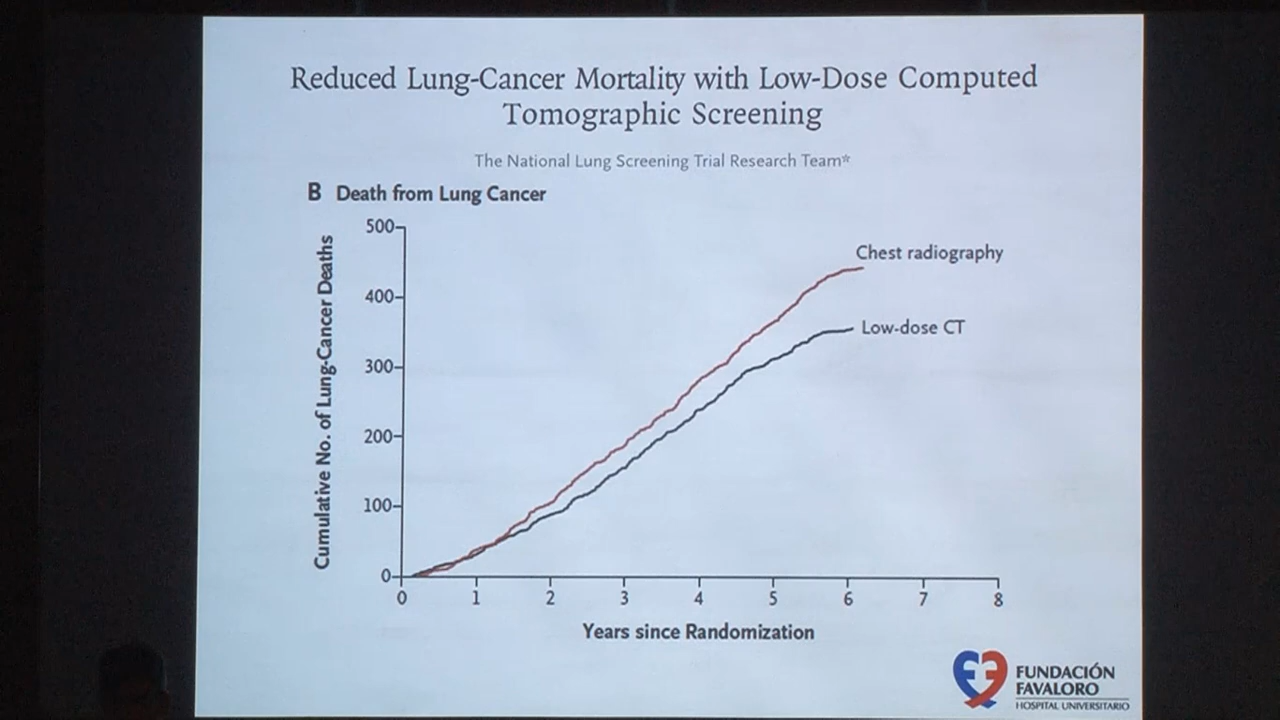 Reduced Lung-Cancer Mortality with Low-Dose Computed
Tomographic Screening
The National Lung Screening Trial Research Team*
B Death from Lung Cancer
Cumulative No. of Lung-Cancer Deaths
500
400
300
200
100
0
Chest radiography
Low-dose CT
0 1 2 3 4 5 6 7 8
Years since Randomization
FUNDACIÓN
FAVALORO
HOSPITAL UNIVERSITARIO